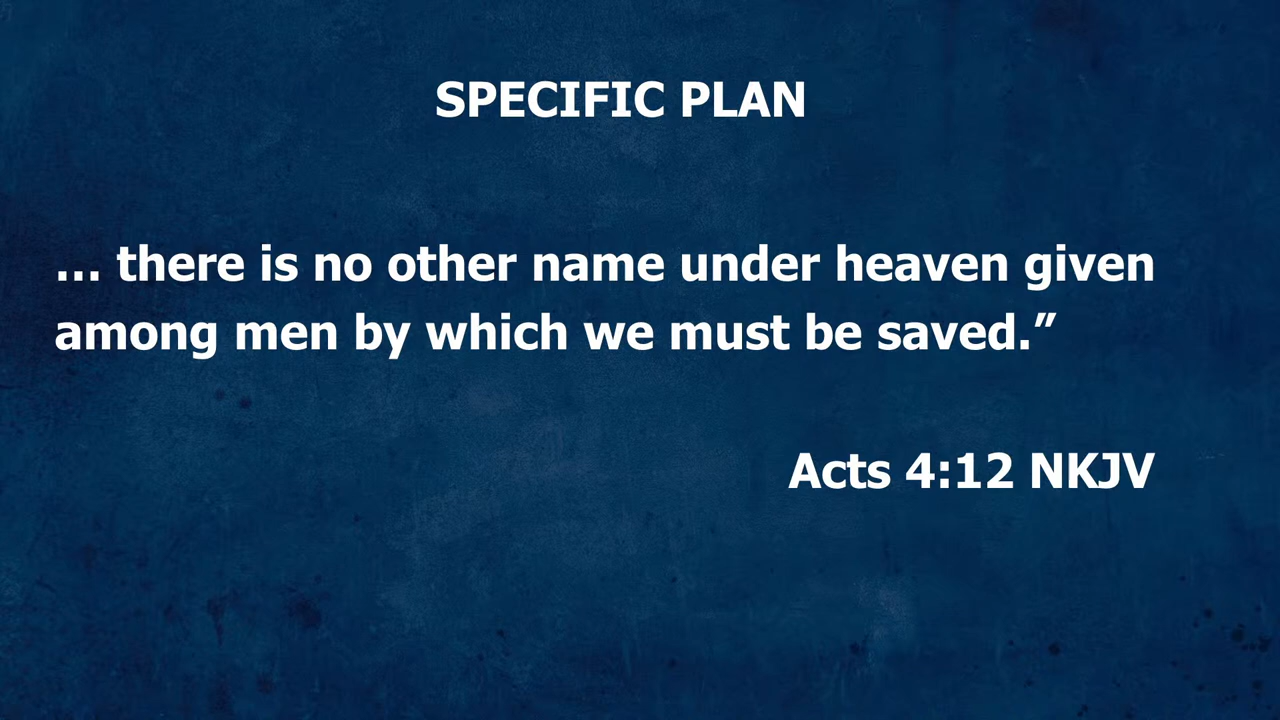 SPECIFIC PLAN
… there is no other name under heaven given
among men by which we must be saved.”
Acts 4:12 NKJV